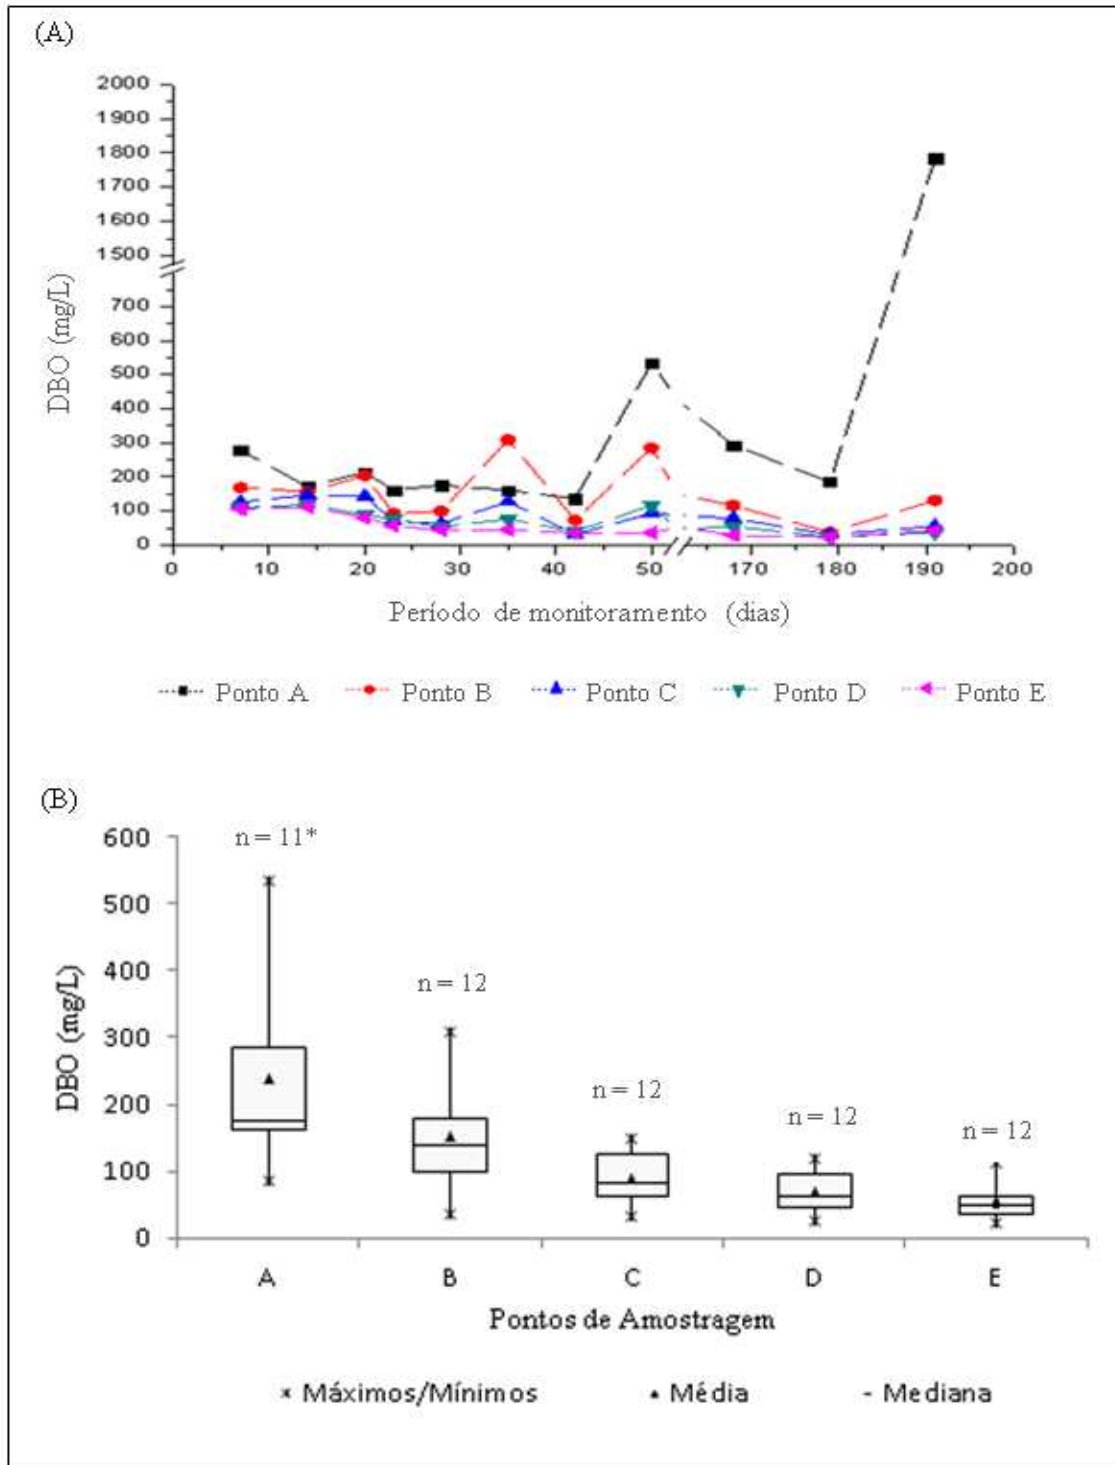 (A)
2000
1900
1800
1700
1600
1500
700
600
500
400
300
200
100
0
DBO (mg/L)
0 10 20 30 40 50 170 180 190 200
Período de monitoramento (dias)
Ponto A Ponto B Ponto C Ponto D Ponto E
(B)
600
500
400
300
200
100
0
DBO (mg/L)
n = 11*
n = 12
n = 12
n = 12
n = 12
A B C D E
Pontos de Amostragem
Máximos/Mínimos Média Mediana